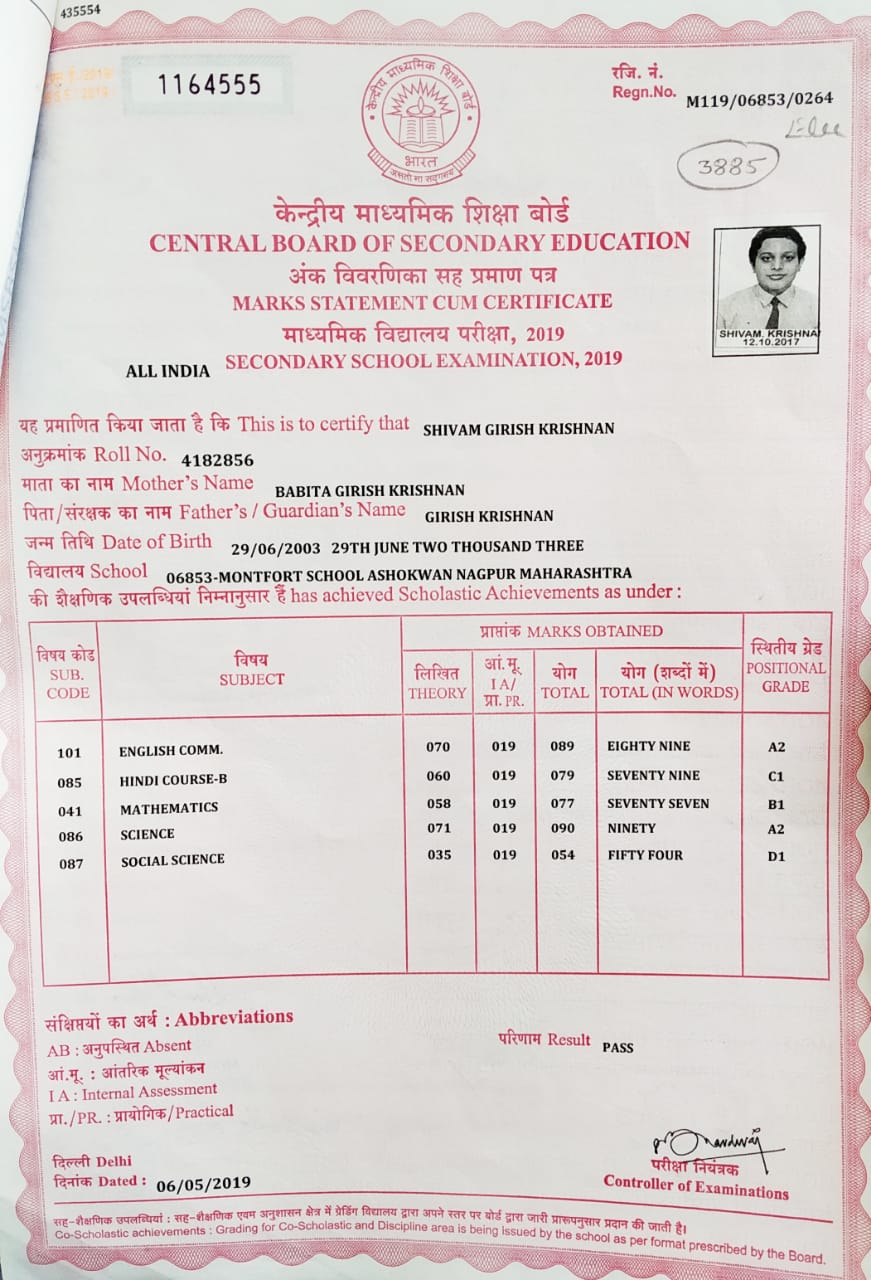 435554
1164555
केन्द्रीय माध्यमिक शिक्षा बोर्ड
भारत
असतो मा सद्गमय
रजि. नं.
Regn.No. M119/06853/0264
3885
केन्द्रीय माध्यमिक शिक्षा बोर्ड
CENTRAL BOARD OF SECONDARY EDUCATION
अंक विवरणिका सह प्रमाण पत्र
MARKS STATEMENT CUM CERTIFICATE
माध्यमिक विद्यालय परीक्षा, 2019
ALL INDIA SECONDARY SCHOOL EXAMINATION, 2019
SHIVAM. KRISHNA
12.10.2017
यह प्रमाणित किया जाता है कि This is to certify that SHIVAM GIRISH KRISHNAN
अनुक्रमांक Roll No. 4182856
माता का नाम Mother's Name BABITA GIRISH KRISHNAN
पिता/संरक्षक का नाम Father's / Guardian's Name GIRISH KRISHNAN
जन्म तिथि Date of Birth 29/06/2003 29TH JUNE TWO THOUSAND THREE
विद्यालय School 06853-MONTFORT SCHOOL ASHOKWAN NAGPUR MAHARASHTRA
की शैक्षणिक उपलब्धियां निम्नानुसार हैं has achieved Scholastic Achievements as under :
विषय कोड
SUB.
CODE
विषय
SUBJECT
प्राप्तांक MARKS OBTAINED
लिखित
THEORY
आं.मू.
I A/
प्रा. PR.
योग
TOTAL
योग (शब्दों में)
TOTAL (IN WORDS)
स्थितीय ग्रेड
POSITIONAL
GRADE
101 ENGLISH COMM. 070 019 089 EIGHTY NINE A2
085 HINDI COURSE-B 060 019 079 SEVENTY NINE C1
041 MATHEMATICS 058 019 077 SEVENTY SEVEN B1
086 SCIENCE 071 019 090 NINETY A2
087 SOCIAL SCIENCE 035 019 054 FIFTY FOUR D1
संक्षिप्तयों का अर्थ : Abbreviations
AB : अनुपस्थित Absent
आं.मू. : आंतरिक मूल्यांकन
I A : Internal Assessment
प्रा./PR. : प्रायोगिक/Practical
परिणाम Result PASS
दिल्ली Delhi
दिनांक Dated : 06/05/2019
परीक्षा नियंत्रक
Controller of Examinations
सह-शैक्षणिक उपलब्धियां : सह-शैक्षणिक एवम अनुशासन क्षेत्र में ग्रेडिंग विद्यालय द्वारा अपने स्तर पर बोर्ड द्वारा जारी प्रारूपनुसार प्रदान की जाती है।
Co-Scholastic achievements : Grading for Co-Scholastic and Discipline area is being issued by the school as per format prescribed by the Board.